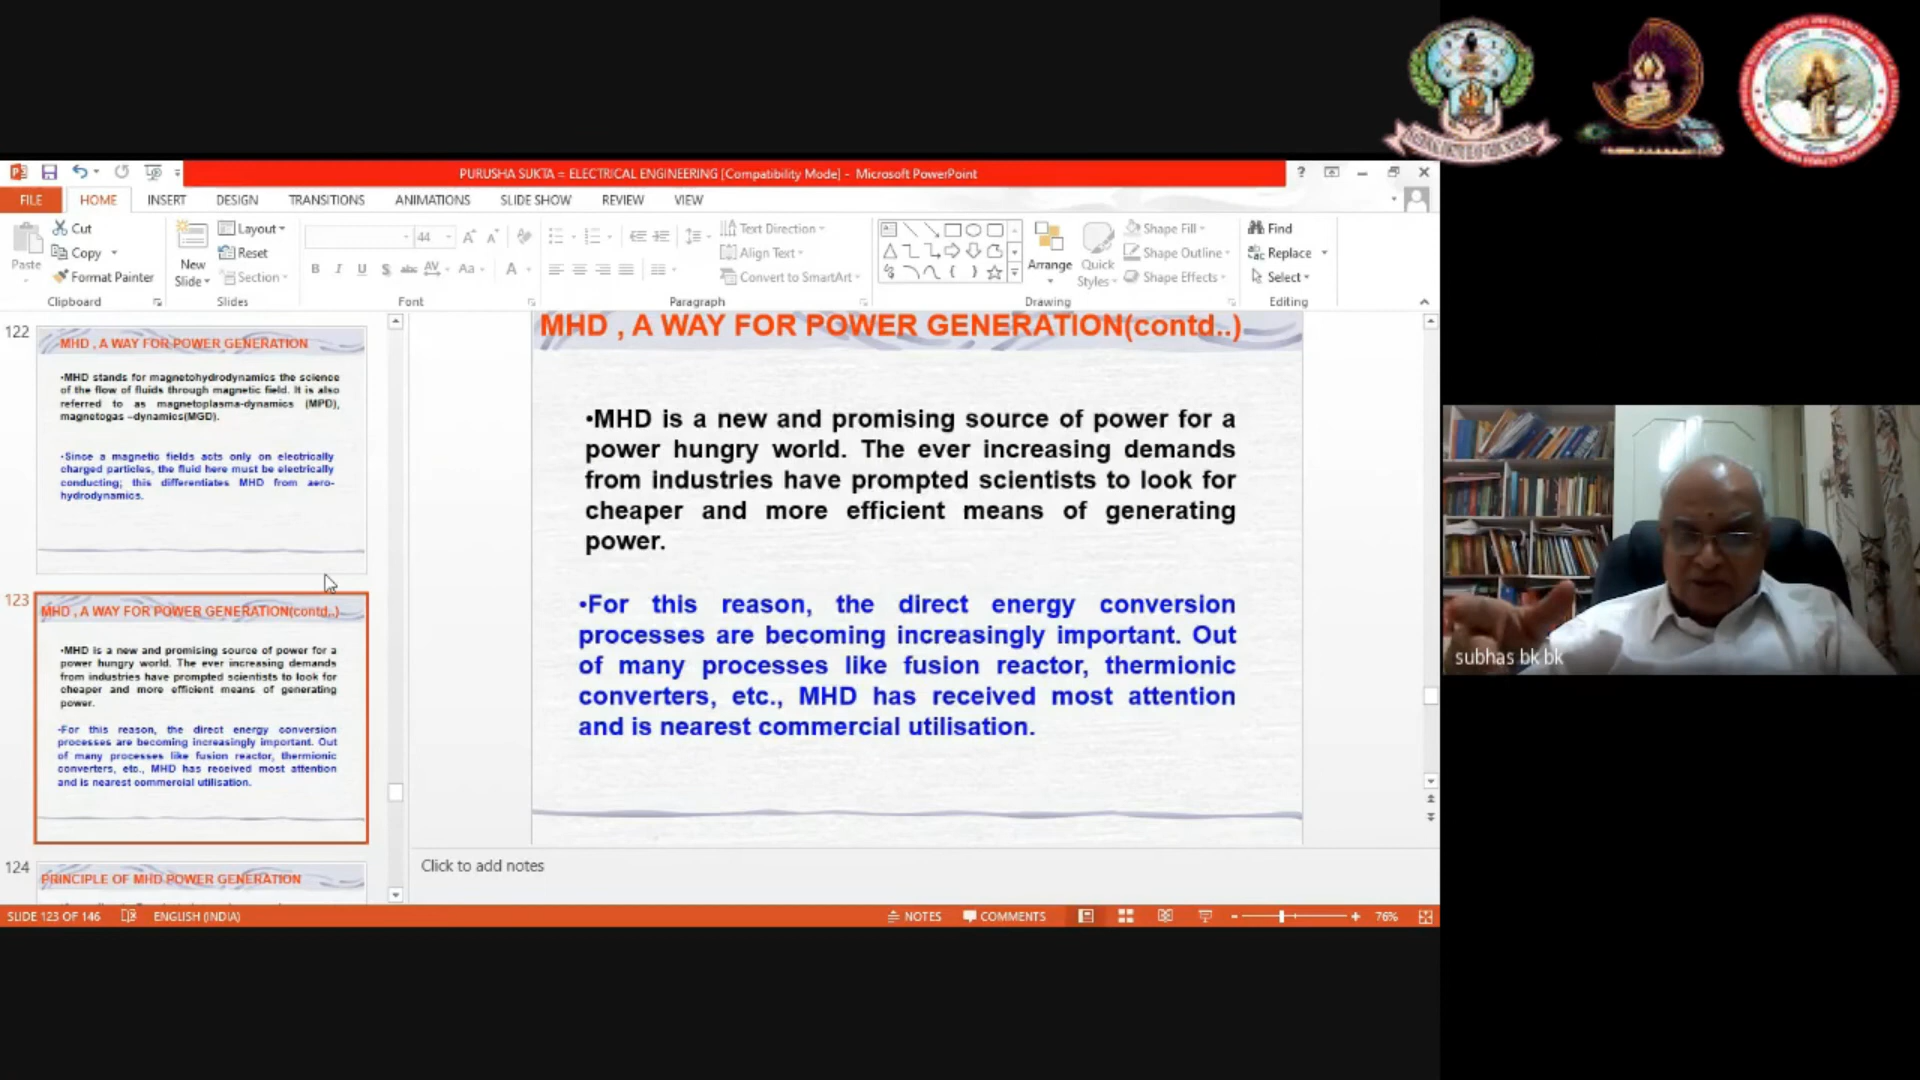 PURUSHA SUKTA = ELECTRICAL ENGINEERING [Compatibility Mode] - Microsoft PowerPoint
FILE HOME INSERT DESIGN TRANSITIONS ANIMATIONS SLIDE SHOW REVIEW VIEW
Paste
Cut
Copy
Format Painter
Clipboard
New Slide
Layout
Reset
Section
Slides
44
Font
Text Direction
Align Text
Convert to SmartArt
Paragraph
Arrange
Quick Styles
Shape Fill
Shape Outline
Shape Effects
Drawing
Find
Replace
Select
Editing
122
MHD , A WAY FOR POWER GENERATION
•MHD stands for magnetohydrodynamics the science
of the flow of fluids through magnetic field. It is also
referred to as magnetoplasma-dynamics (MPD),
magnetogas –dynamics(MGD).
•Since a magnetic fields acts only on electrically
charged particles, the fluid here must be electrically
conducting; this differentiates MHD from aero-
hydrodynamics.
123
MHD , A WAY FOR POWER GENERATION(contd..)
•MHD is a new and promising source of power for a
power hungry world. The ever increasing demands
from industries have prompted scientists to look for
cheaper and more efficient means of generating
power.
•For this reason, the direct energy conversion
processes are becoming increasingly important. Out
of many processes like fusion reactor, thermionic
converters, etc., MHD has received most attention
and is nearest commercial utilisation.
124
PRINCIPLE OF MHD POWER GENERATION
MHD , A WAY FOR POWER GENERATION(contd..)
•MHD is a new and promising source of power for a
power hungry world. The ever increasing demands
from industries have prompted scientists to look for
cheaper and more efficient means of generating
power.
•For this reason, the direct energy conversion
processes are becoming increasingly important. Out
of many processes like fusion reactor, thermionic
converters, etc., MHD has received most attention
and is nearest commercial utilisation.
Click to add notes
SLIDE 123 OF 146 ENGLISH (INDIA) NOTES COMMENTS 76%
subhas bk bk